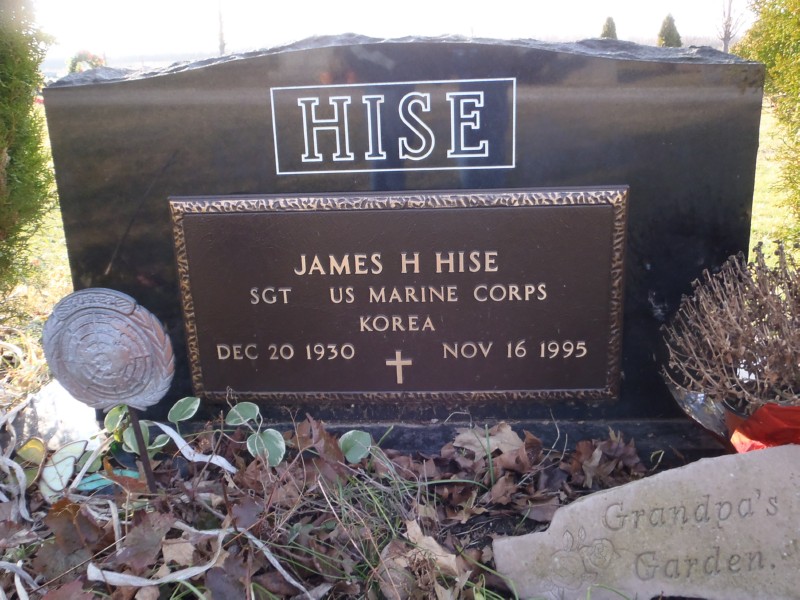 HISE
JAMES H HISE
SGT US MARINE CORPS
KOREA
DEC 20 1930 NOV 16 1995
Grandpa's
Garden.